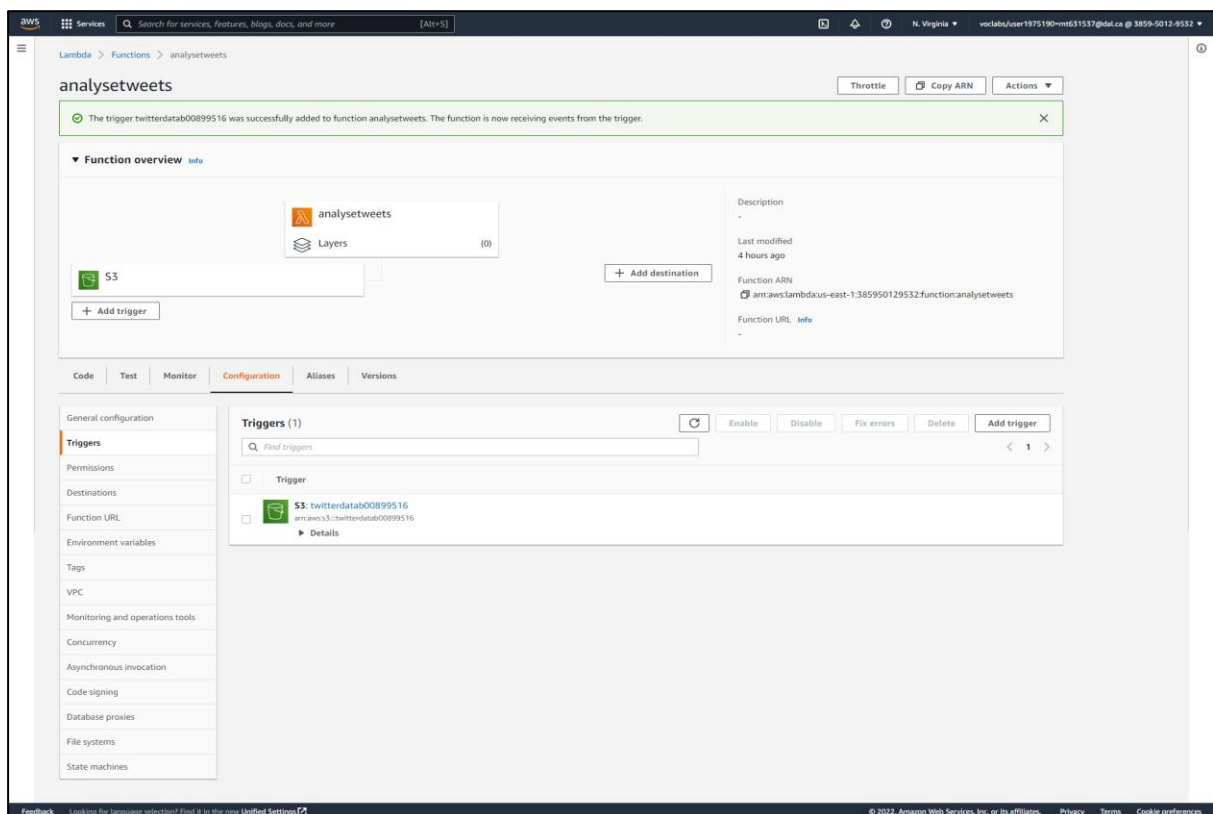 aws Services Search for services, features, blogs, docs, and more [Alt+S] N. Virginia voclabs/user1975190=mt631537@dal.ca @ 3859-5012-9532
Lambda > Functions > analysetweets
analysetweets Throttle Copy ARN Actions
The trigger twitterdatab00899516 was successfully added to function analysetweets. The function is now receiving events from the trigger.
Function overview Info
analysetweets
Layers (0)
S3
+ Add trigger
+ Add destination
Description
-
Last modified
4 hours ago
Function ARN
arn:aws:lambda:us-east-1:385950129532:function:analysetweets
Function URL Info
-
Code Test Monitor Configuration Aliases Versions
General configuration
Triggers
Permissions
Destinations
Function URL
Environment variables
Tags
VPC
Monitoring and operations tools
Concurrency
Asynchronous invocation
Code signing
Database proxies
File systems
State machines
Triggers (1) Enable Disable Fix errors Delete Add trigger
Find triggers < 1 >
Trigger
S3: twitterdatab00899516
arn:aws:s3:::twitterdatab00899516
Details
Feedback Looking for language selection? Find it in the new Unified Settings © 2022, Amazon Web Services, Inc. or its affiliates. Privacy Terms Cookie preferences